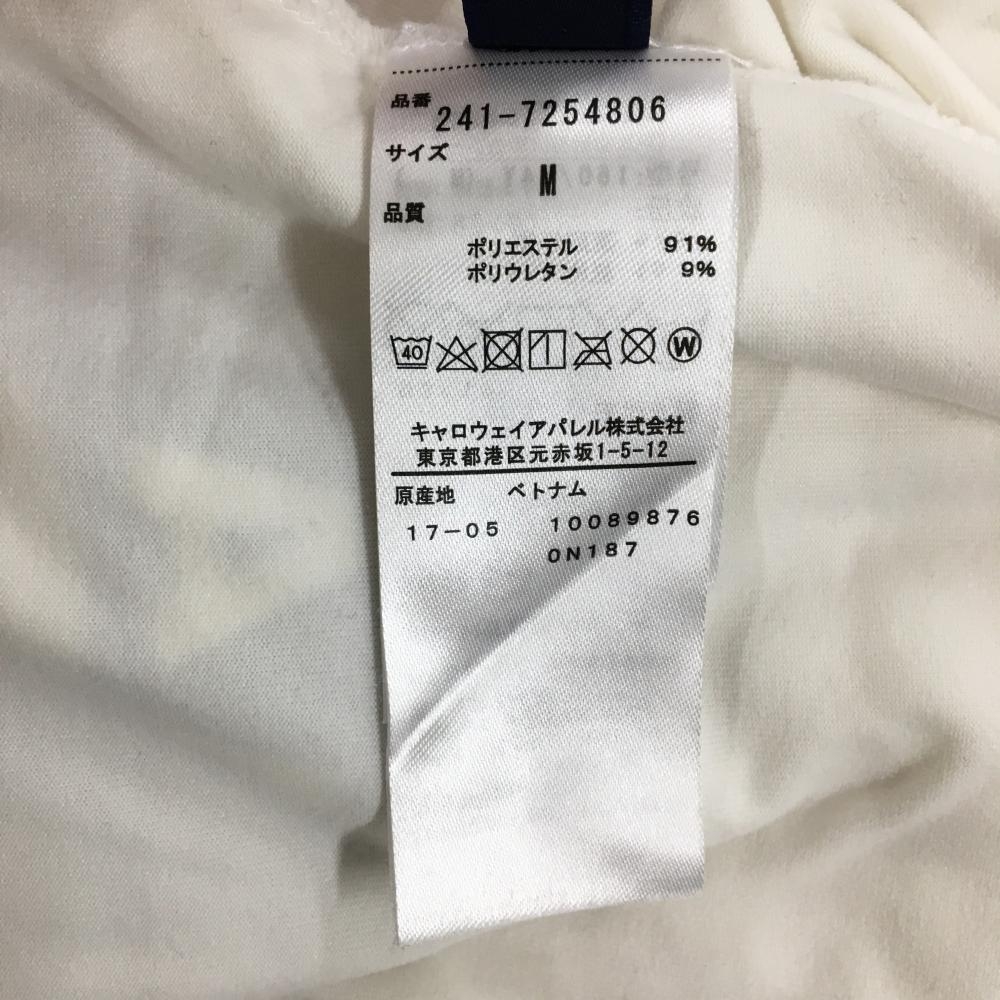 品番
241-7254806
サイズ
M
品質
ポリエステル 91%
ポリウレタン 9%
40 W
キャロウェイアパレル株式会社
東京都港区元赤坂1-5-12
原産地 ベトナム
17-05 10089876
0N187